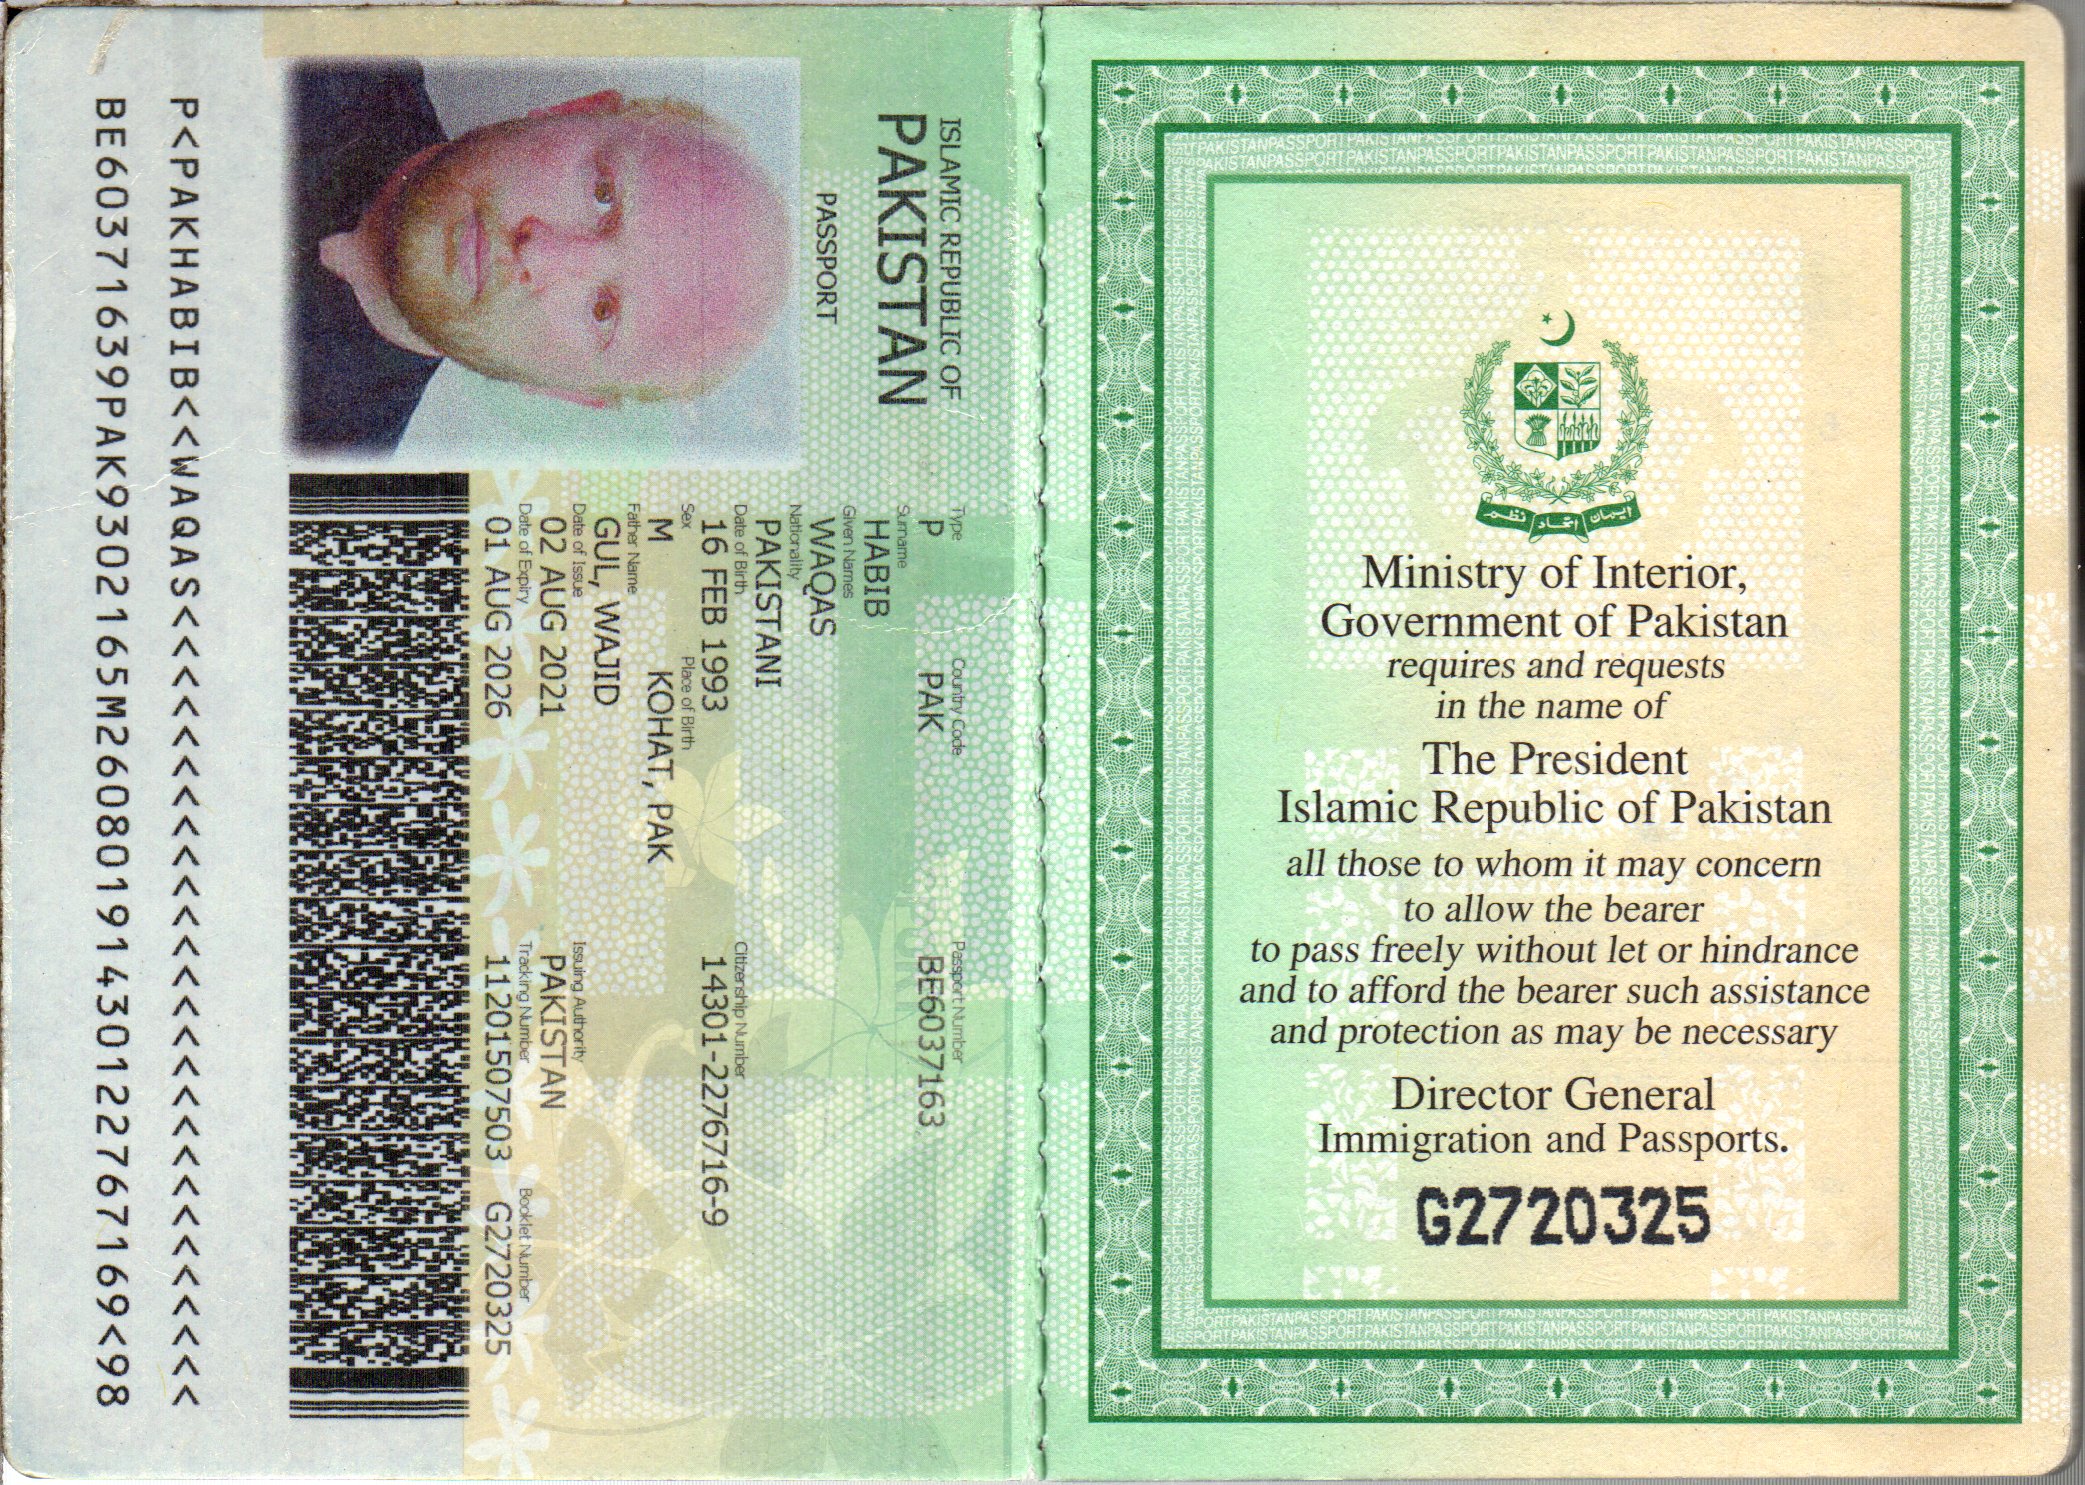 ISLAMIC REPUBLIC OF
PAKISTAN
PASSPORT
Type Country Code Passport Number
P PAK BE6037163
Surname
HABIB
Given Names
WAQAS
Nationality
PAKISTANI
Date of Birth Citizenship Number
16 FEB 1993 14301-2276716-9
Sex Place of Birth
M KOHAT, PAK
Father Name
GUL, WAJID
Date of Issue Issuing Authority
02 AUG 2021 PAKISTAN
Date of Expiry Tracking Number Booklet Number
01 AUG 2026 11201507503 G2720325
P<PAKHABIB<<WAQAS<<<<<<<<<<<<<<<<<<<<<<<<<<<
BE60371639PAK9302165M26080191430122767169<98
ایمان اتحاد نظم
Ministry of Interior,
Government of Pakistan
requires and requests
in the name of
The President
Islamic Republic of Pakistan
all those to whom it may concern
to allow the bearer
to pass freely without let or hindrance
and to afford the bearer such assistance
and protection as may be necessary
Director General
Immigration and Passports.
G2720325